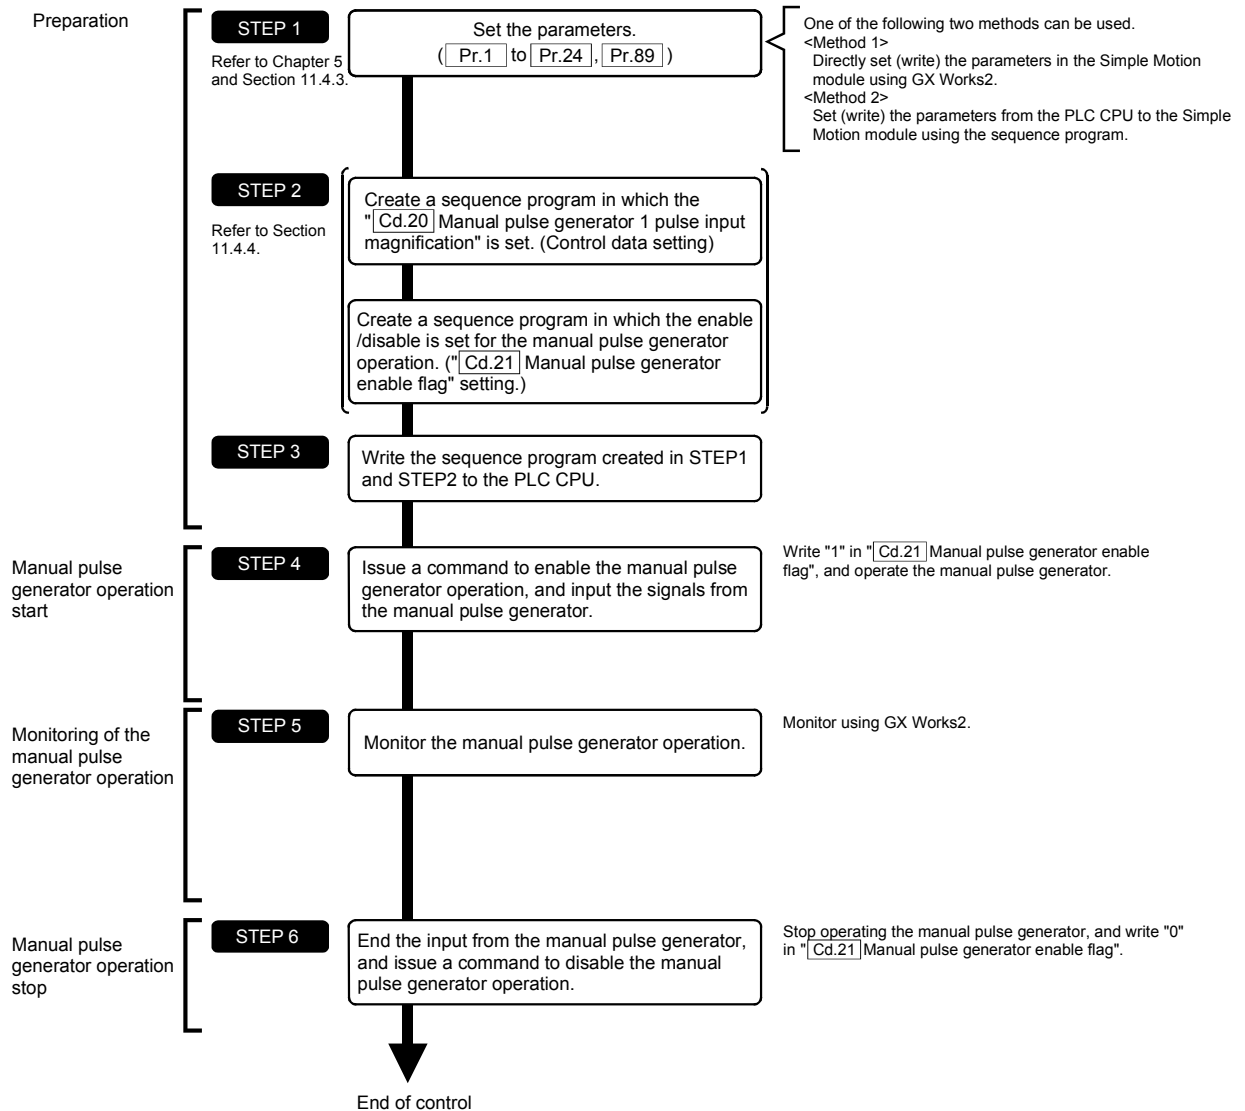 Preparation
STEP 1
Refer to Chapter 5
and Section 11.4.3.
Set the parameters.
( Pr.1 to Pr.24 , Pr.89 )
One of the following two methods can be used.
<Method 1>
Directly set (write) the parameters in the Simple Motion
module using GX Works2.
<Method 2>
Set (write) the parameters from the PLC CPU to the Simple
Motion module using the sequence program.
STEP 2
Refer to Section
11.4.4.
Create a sequence program in which the
" Cd.20 Manual pulse generator 1 pulse input
magnification" is set. (Control data setting)
Create a sequence program in which the enable
/disable is set for the manual pulse generator
operation. (" Cd.21 Manual pulse generator
enable flag" setting.)
STEP 3
Write the sequence program created in STEP1
and STEP2 to the PLC CPU.
Manual pulse
generator operation
start
STEP 4
Issue a command to enable the manual pulse
generator operation, and input the signals from
the manual pulse generator.
Write "1" in " Cd.21 Manual pulse generator enable
flag", and operate the manual pulse generator.
Monitoring of the
manual pulse
generator operation
STEP 5
Monitor the manual pulse generator operation.
Monitor using GX Works2.
Manual pulse
generator operation
stop
STEP 6
End the input from the manual pulse generator,
and issue a command to disable the manual
pulse generator operation.
Stop operating the manual pulse generator, and write "0"
in " Cd.21 Manual pulse generator enable flag".
End of control